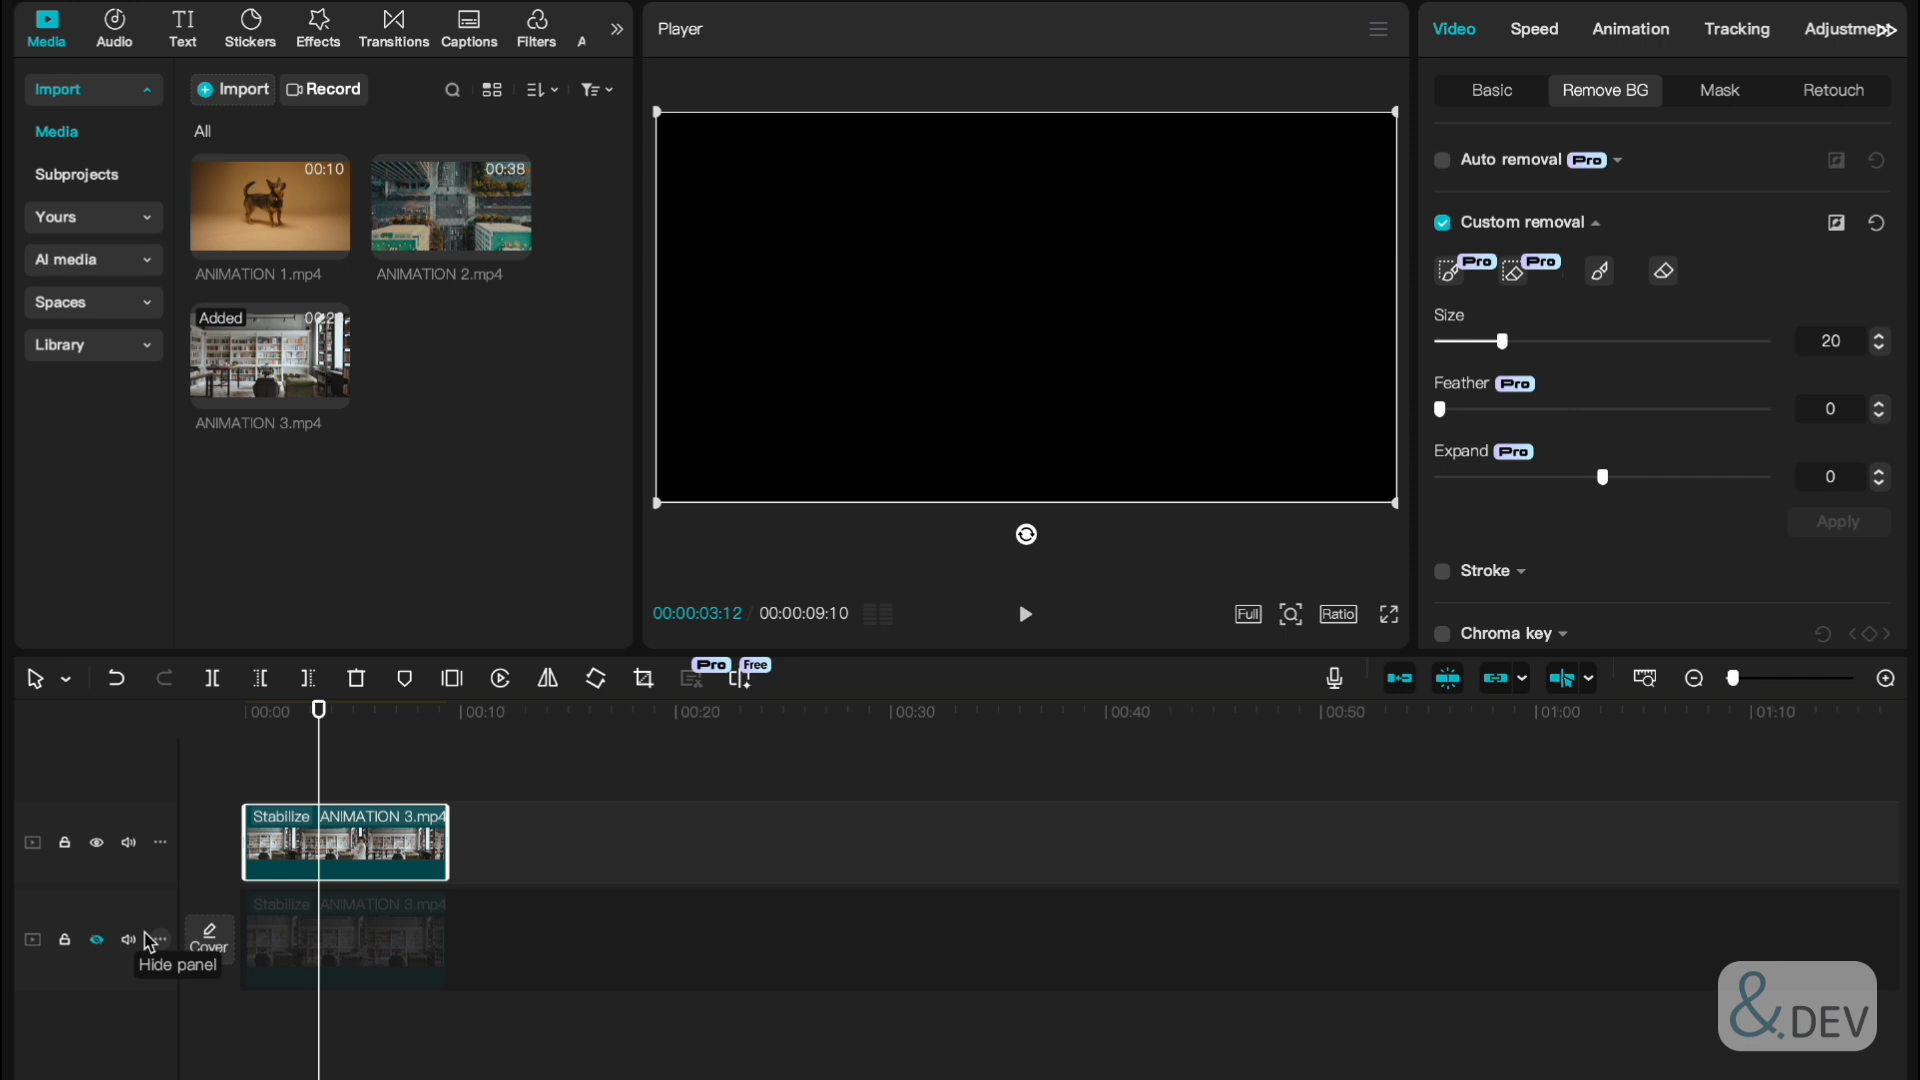 Media
Audio
TI
Text
Stickers
Effects
Transitions
Captions
Filters
A
Player
Video
Speed
Animation
Tracking
Adjustme
Import
Import
Record
Basic
Remove BG
Mask
Retouch
Media
All
Subprojects
Yours
AI media
Spaces
Library
00:10
ANIMATION 1.mp4
00:38
ANIMATION 2.mp4
Added
ANIMATION 3.mp4
Auto removal Pro
Custom removal
Pro
Pro
Size
20
Feather Pro
0
Expand Pro
0
Apply
Stroke
Chroma key
00:00:03:12 / 00:00:09:10
Full
Ratio
Pro
Free
00:00
00:10
00:20
00:30
00:40
00:50
01:00
01:10
Stabilize ANIMATION 3.mp4
Stabilize ANIMATION 3.mp4
Cover
Hide panel
&.DEV